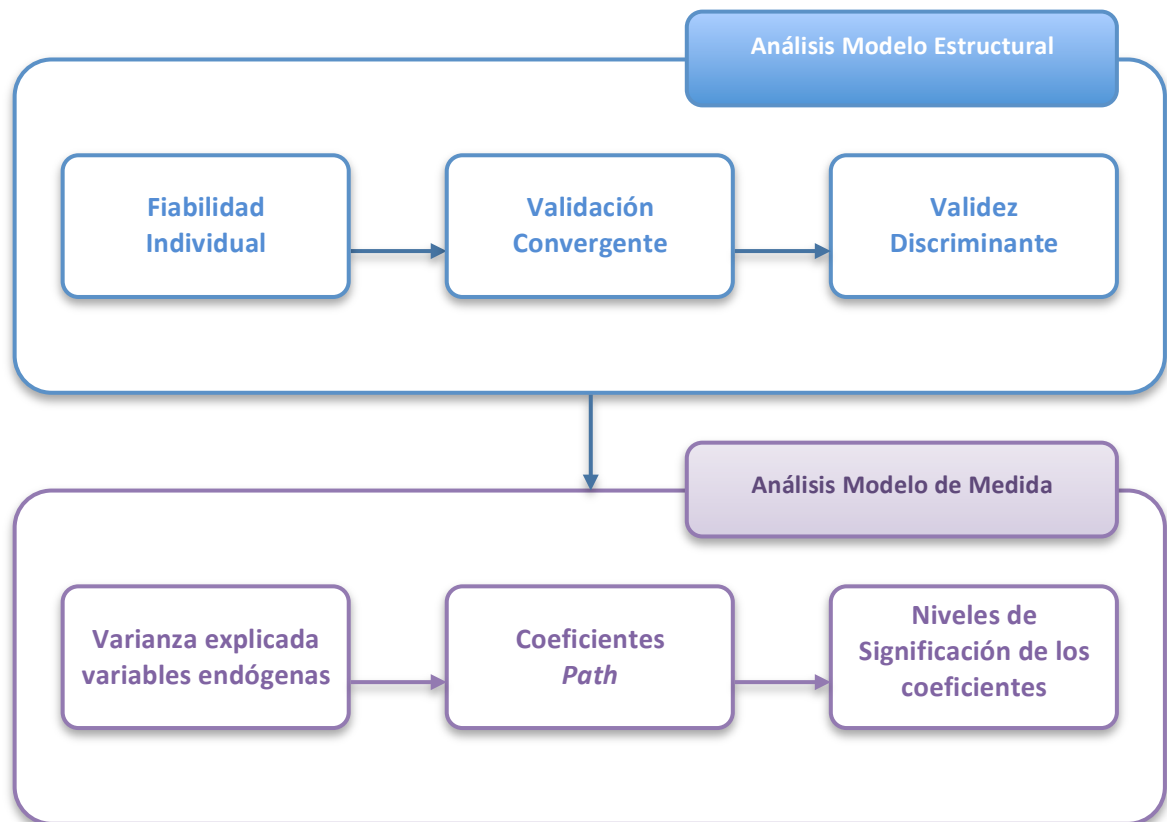 Análisis Modelo Estructural
Fiabilidad
Individual
Validación
Convergente
Validez
Discriminante
Análisis Modelo de Medida
Varianza explicada
variables endógenas
Coeficientes
Path
Niveles de
Significación de los
coeficientes